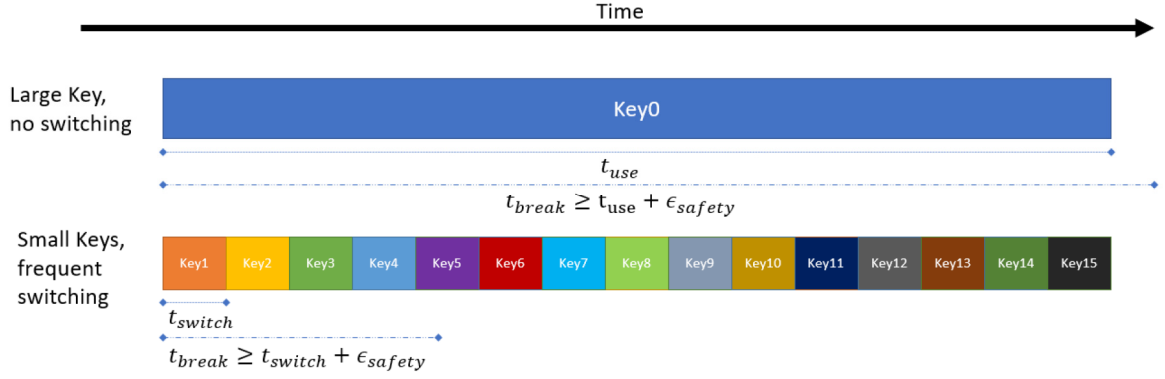 Time
Large Key,
no switching
Key0
t_use
t_break ≥ t_use + ϵ_safety
Small Keys,
frequent
switching
Key1 Key2 Key3 Key4 Key5 Key6 Key7 Key8 Key9 Key10 Key11 Key12 Key13 Key14 Key15
t_switch
t_break ≥ t_switch + ϵ_safety